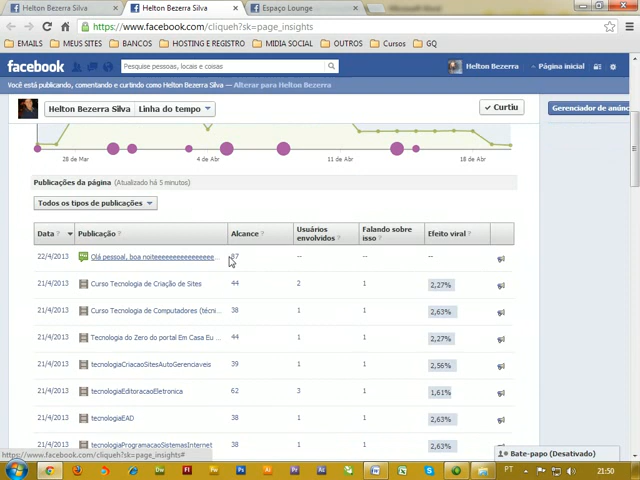 Helton Bezerra Silva
Helton Bezerra Silva
Espaço Lounge
https://www.facebook.com/cliqueh?sk=page_insights
EMAILS MEUS SITES BANCOS HOSTING E REGISTRO MIDIA SOCIAL OUTROS Cursos GQ
facebook Pesquise pessoas, locais e coisas Helton Bezerra Página inicial
Você está publicando, comentando e curtindo como Helton Bezerra Silva — Alterar para Helton Bezerra
Helton Bezerra Silva Linha do tempo Curtiu Gerenciador de anúnc
28 de Mar 4 de Abr 11 de Abr 18 de Abr
Publicações da página (Atualizado há 5 minutos)
Todos os tipos de publicações
Data ? Publicação ? Alcance ? Usuários envolvidos ? Falando sobre isso ? Efeito viral ?
22/4/2013 Olá pessoal, boa noiteeeeeeeeeeeeeeee... 87 -- -- --
21/4/2013 Curso Tecnologia de Criação de Sites 44 2 1 2,27%
21/4/2013 Curso Tecnologia de Computadores (técni... 38 1 1 2,63%
21/4/2013 Tecnologia do Zero do portal Em Casa Eu ... 44 1 1 2,27%
21/4/2013 tecnologiaCriacaoSitesAutoGerenciaveis 39 1 1 2,56%
21/4/2013 tecnologiaEditoracaoEletronica 62 3 1 1,61%
21/4/2013 tecnologiaEAD 38 1 1 2,63%
21/4/2013 tecnologiaProgramacaoSistemasInternet 38 1 1 2,63%
https://www.facebook.com/cliqueh?sk=page_insights#
Bate-papo (Desativado)
PT 21:50